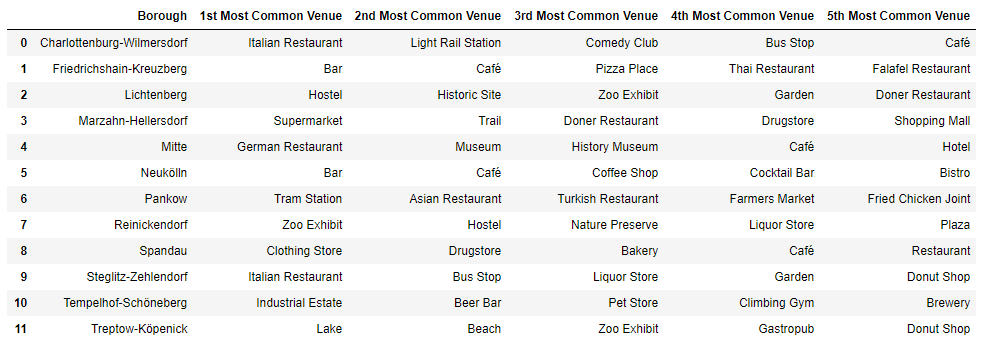 Borough 1st Most Common Venue 2nd Most Common Venue 3rd Most Common Venue 4th Most Common Venue 5th Most Common Venue
0 Charlottenburg-Wilmersdorf Italian Restaurant Light Rail Station Comedy Club Bus Stop Café
1 Friedrichshain-Kreuzberg Bar Café Pizza Place Thai Restaurant Falafel Restaurant
2 Lichtenberg Hostel Historic Site Zoo Exhibit Garden Doner Restaurant
3 Marzahn-Hellersdorf Supermarket Trail Doner Restaurant Drugstore Shopping Mall
4 Mitte German Restaurant Museum History Museum Café Hotel
5 Neukölln Bar Café Coffee Shop Cocktail Bar Bistro
6 Pankow Tram Station Asian Restaurant Turkish Restaurant Farmers Market Fried Chicken Joint
7 Reinickendorf Zoo Exhibit Hostel Nature Preserve Liquor Store Plaza
8 Spandau Clothing Store Drugstore Bakery Café Restaurant
9 Steglitz-Zehlendorf Italian Restaurant Bus Stop Liquor Store Garden Donut Shop
10 Tempelhof-Schöneberg Industrial Estate Beer Bar Pet Store Climbing Gym Brewery
11 Treptow-Köpenick Lake Beach Zoo Exhibit Gastropub Donut Shop